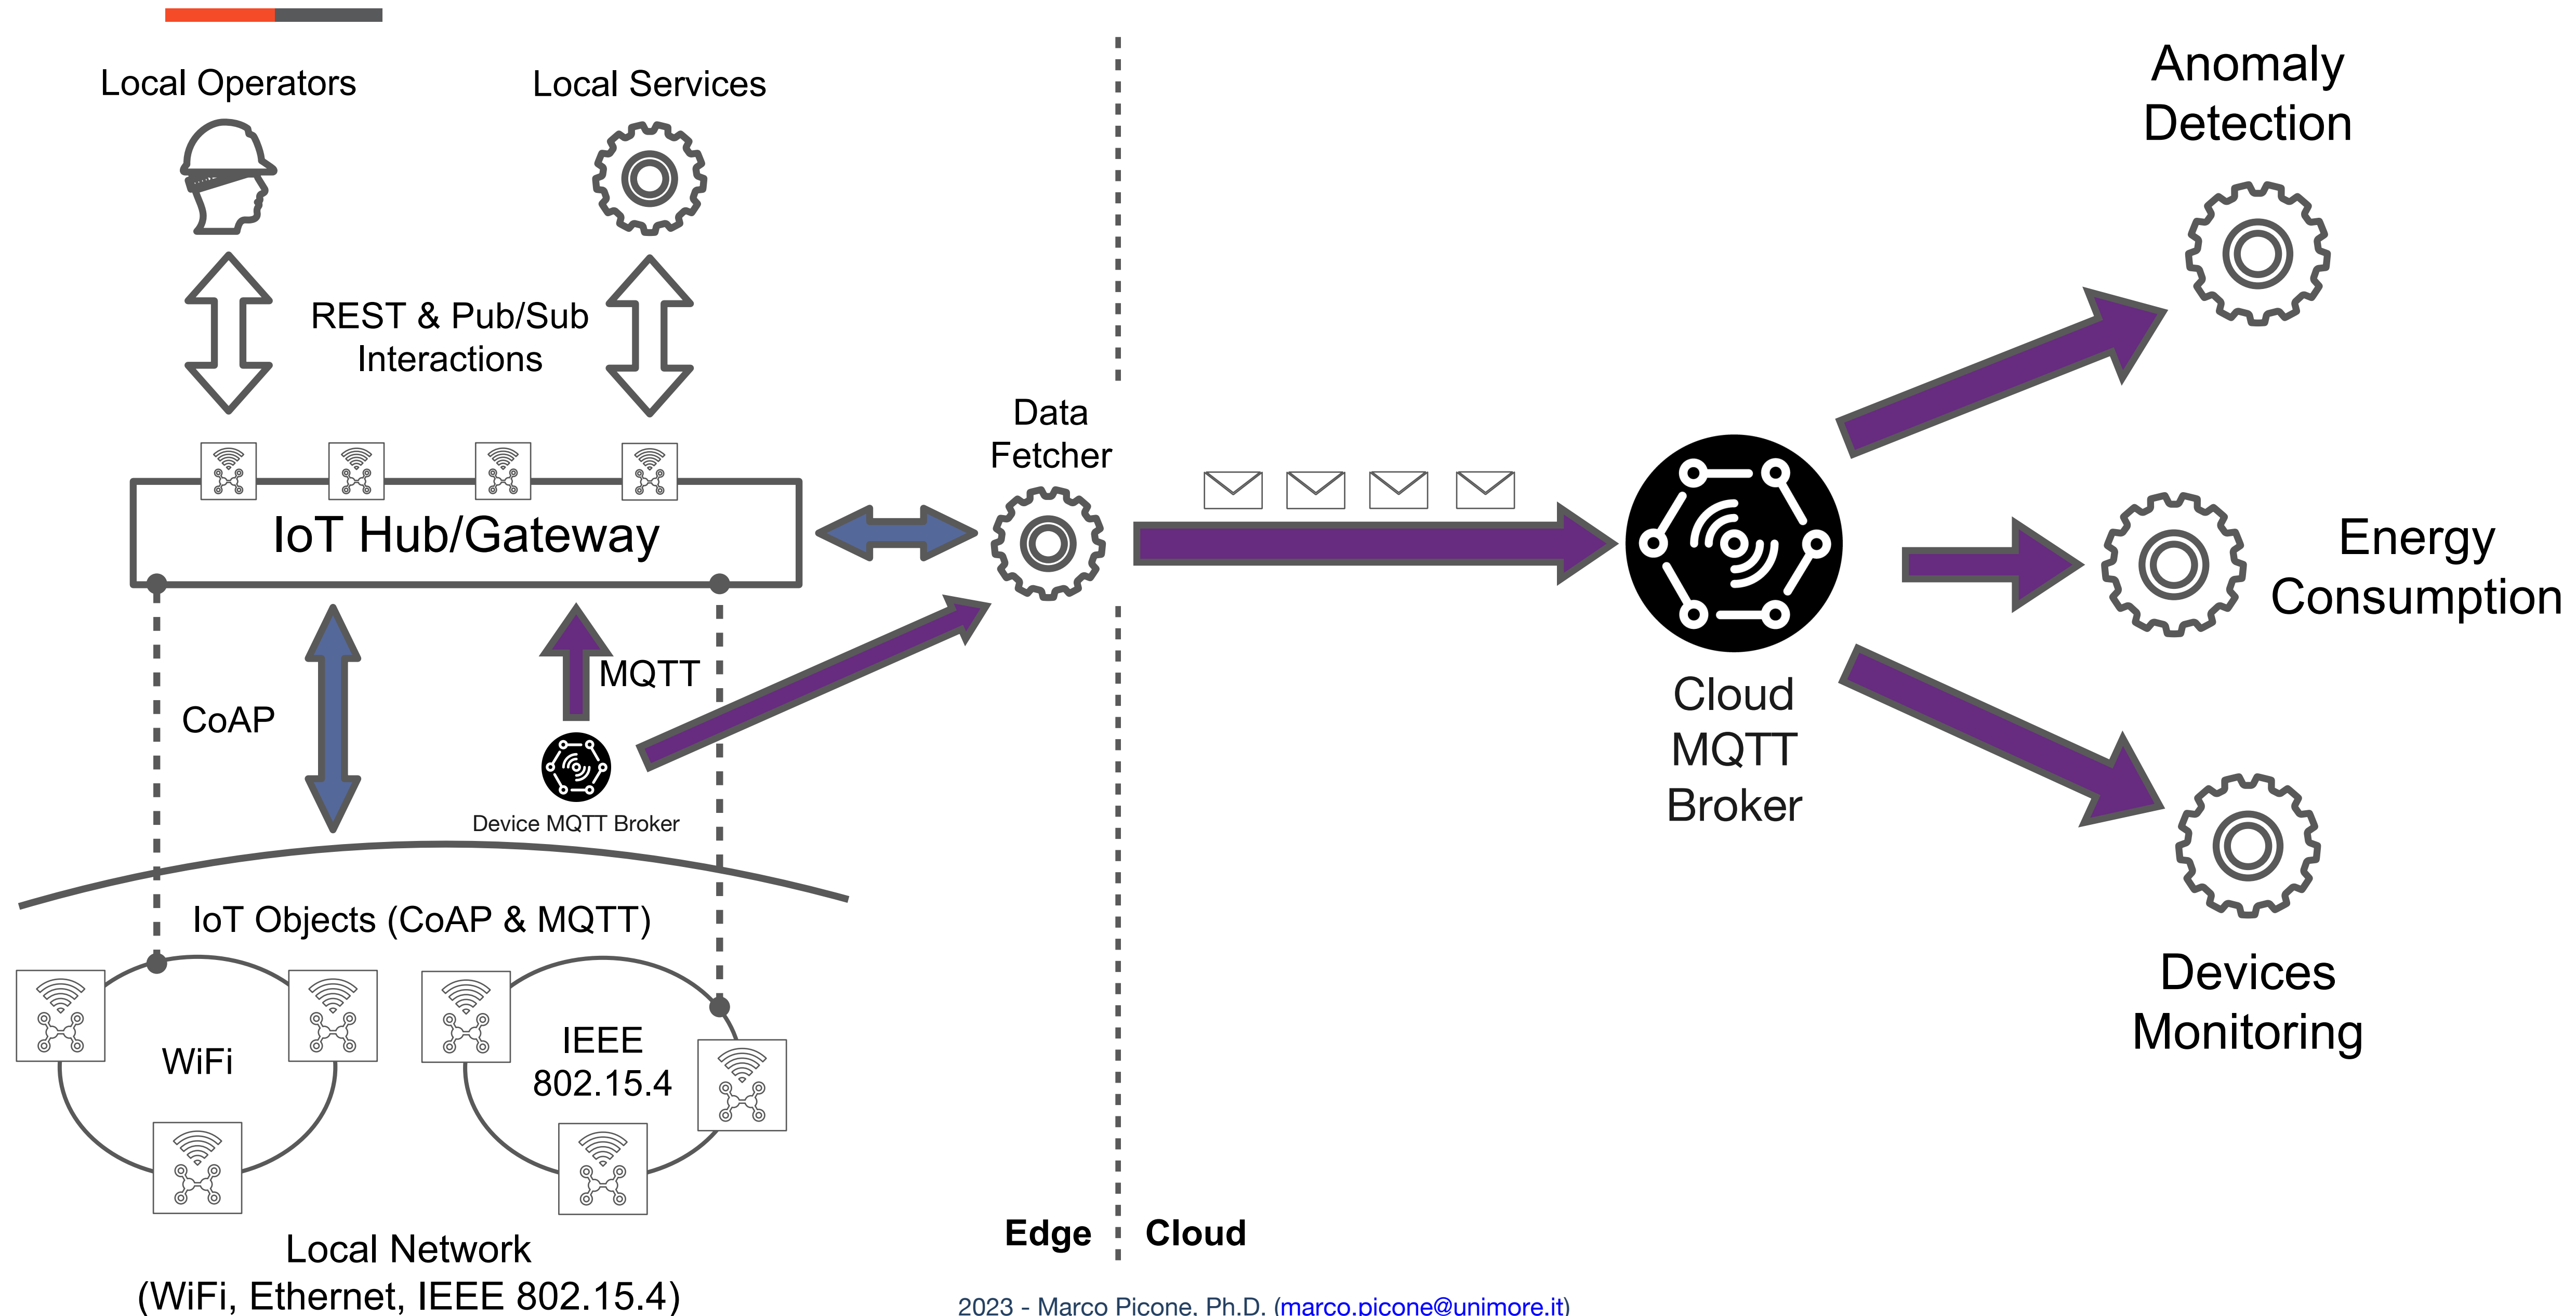 Local Operators
Local Services
REST & Pub/Sub
Interactions
IoT Hub/Gateway
Data
Fetcher
CoAP
MQTT
Device MQTT Broker
IoT Objects (CoAP & MQTT)
WiFi
IEEE
802.15.4
Local Network
(WiFi, Ethernet, IEEE 802.15.4)
Edge
Cloud
Cloud
MQTT
Broker
Anomaly
Detection
Energy
Consumption
Devices
Monitoring
2023 - Marco Picone, Ph.D. (marco.picone@unimore.it)